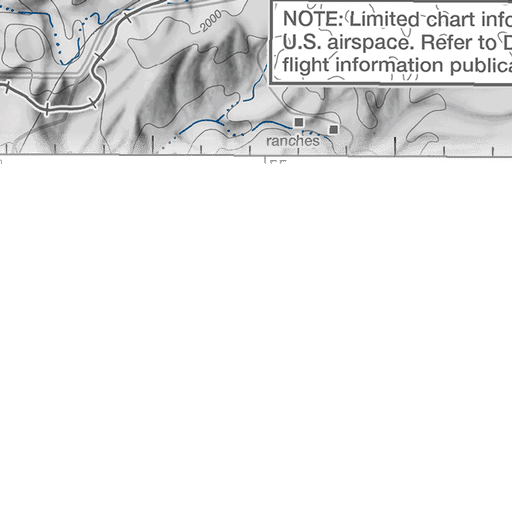 2000
NOTE: Limited chart info
U.S. airspace. Refer to D
flight information publica
ranches